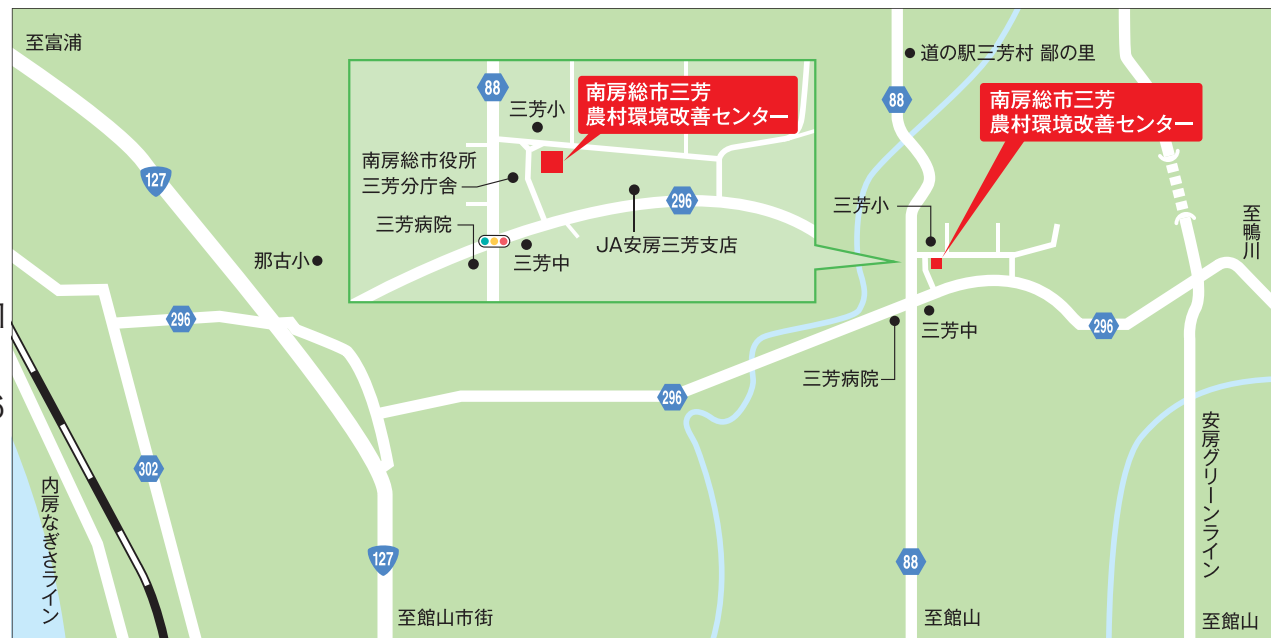 至富浦
道の駅三芳村 鄙の里
88
南房総市三芳
農村環境改善センター
三芳小
南房総市役所
三芳分庁舎
三芳病院
296
JA安房三芳支店
三芳中
88
南房総市三芳
農村環境改善センター
三芳小
至鴨川
127
那古小
296
三芳中
296
三芳病院
296
302
内房なぎさライン
安房グリーンライン
127
88
至館山市街
至館山
至館山